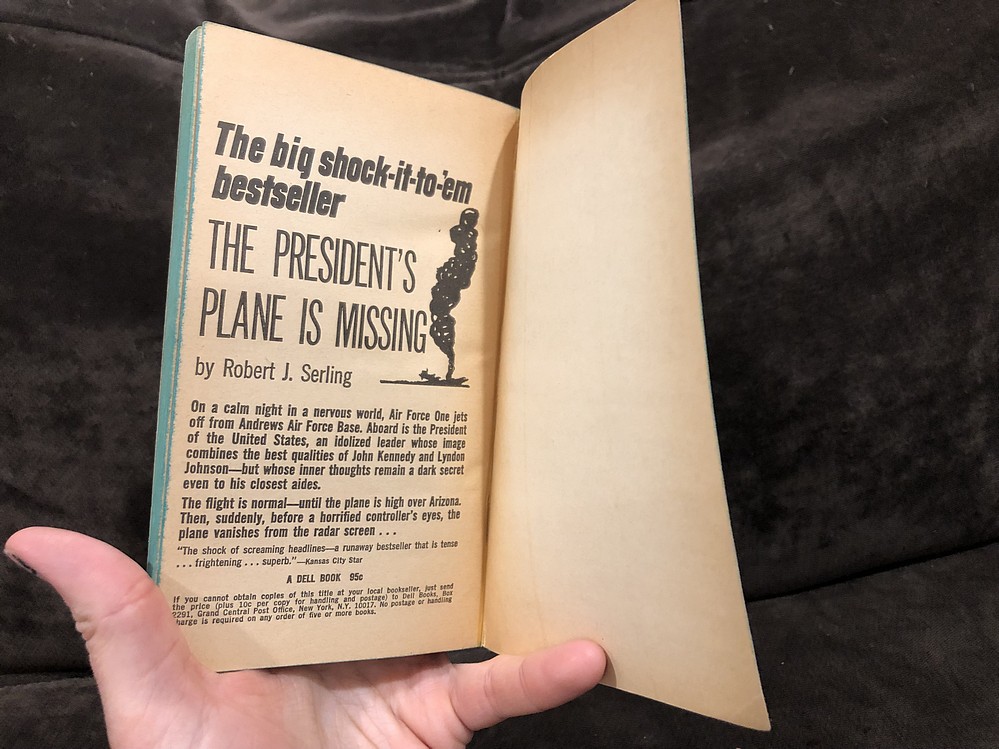 The big shock-it-to-'em
bestseller
THE PRESIDENT'S
PLANE IS MISSING
by Robert J. Serling
On a calm night in a nervous world, Air Force One jets
off from Andrews Air Force Base. Aboard is the President
of the United States, an idolized leader whose image
combines the best qualities of John Kennedy and Lyndon
Johnson—but whose inner thoughts remain a dark secret
even to his closest aides.
The flight is normal—until the plane is high over Arizona.
Then, suddenly, before a horrified controller's eyes, the
plane vanishes from the radar screen . . .
"The shock of screaming headlines—a runaway bestseller that is tense
. . . frightening . . . superb."—Kansas City Star
A DELL BOOK 95c
If you cannot obtain copies of this title at your local bookseller, just send
the price (plus 10c per copy for handling and postage) to Dell Books, Box
2291, Grand Central Post Office, New York, N.Y. 10017. No postage or handling
charge is required on any order of five or more books.